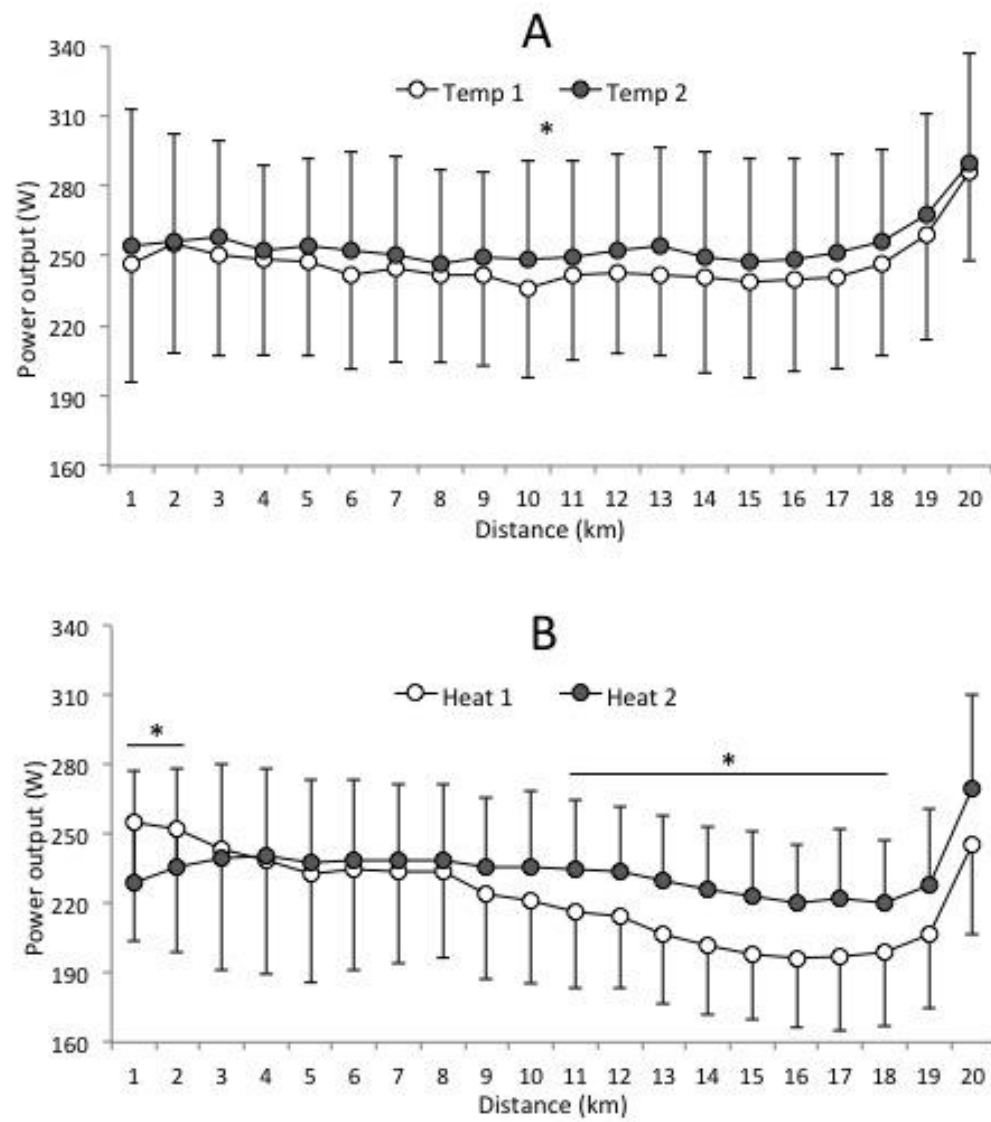 A
340
310
280
250
220
190
160
Power output (W)
Temp 1 Temp 2
*
1 2 3 4 5 6 7 8 9 10 11 12 13 14 15 16 17 18 19 20
Distance (km)
B
340
310
280
250
220
190
160
Power output (W)
Heat 1 Heat 2
* *
1 2 3 4 5 6 7 8 9 10 11 12 13 14 15 16 17 18 19 20
Distance (km)